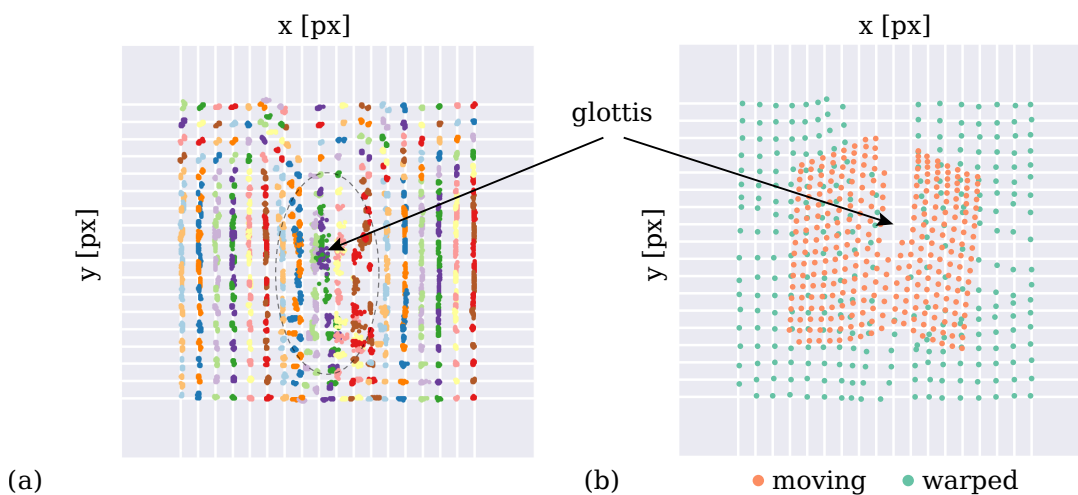 x [px]
x [px]
glottis
y [px]
y [px]
(a)
(b)
moving
warped